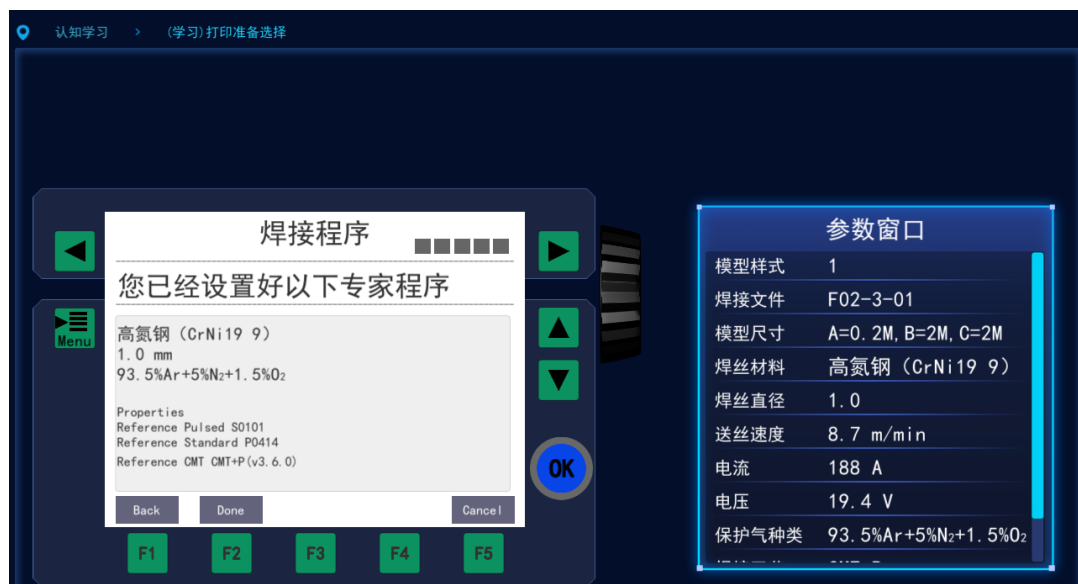 认知学习 > (学习)打印准备选择
焊接程序
您已经设置好以下专家程序
高氮钢（CrNi19 9）
1.0 mm
93.5%Ar+5%N₂+1.5%O₂
Properties
Reference Pulsed S0101
Reference Standard P0414
Reference CMT CMT+P(v3.6.0)
Back Done Cancel
Menu
OK
F1 F2 F3 F4 F5
参数窗口
模型样式 1
焊接文件 F02-3-01
模型尺寸 A=0.2M,B=2M,C=2M
焊丝材料 高氮钢（CrNi19 9）
焊丝直径 1.0
送丝速度 8.7 m/min
电流 188 A
电压 19.4 V
保护气种类 93.5%Ar+5%N₂+1.5%O₂